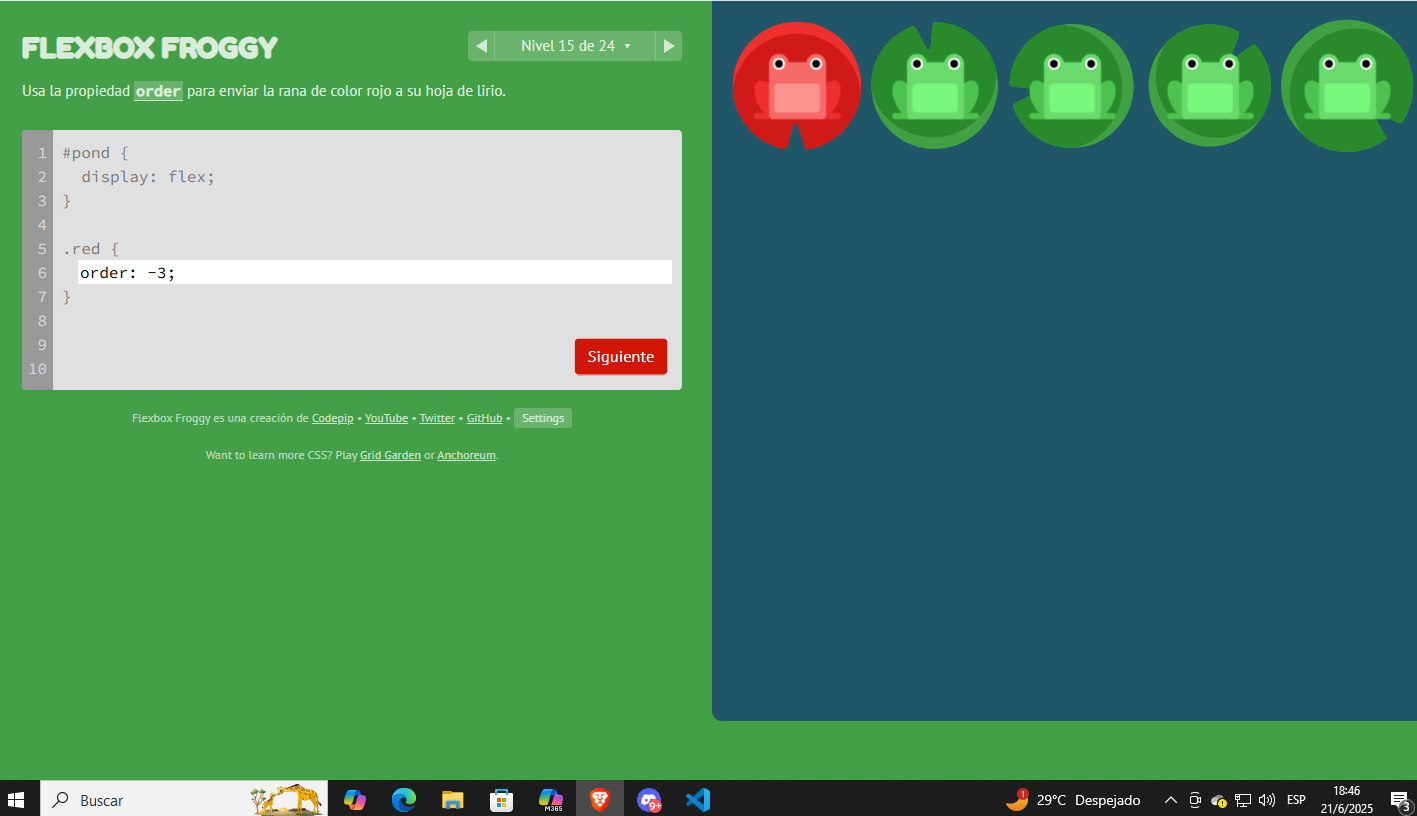 FLEXBOX FROGGY
Nivel 15 de 24
Usa la propiedad order para enviar la rana de color rojo a su hoja de lirio.
1 #pond {
2 display: flex;
3 }
4
5 .red {
6 order: -3;
7 }
8
9
10
Siguiente
Flexbox Froggy es una creación de Codepip • YouTube • Twitter • GitHub • Settings
Want to learn more CSS? Play Grid Garden or Anchoreum.
Buscar
M365
9+
1
29°C Despejado
ESP
18:46
21/6/2025
3